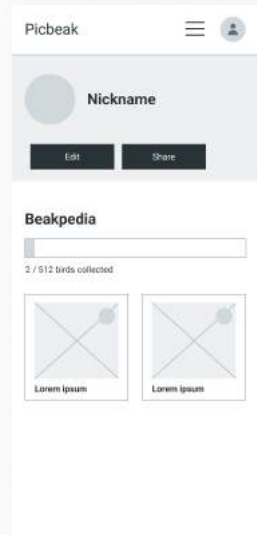 Picbeak
Nickname
Edit Share
Beakpedia
2 / 512 birds collected
Lorem ipsum Lorem ipsum